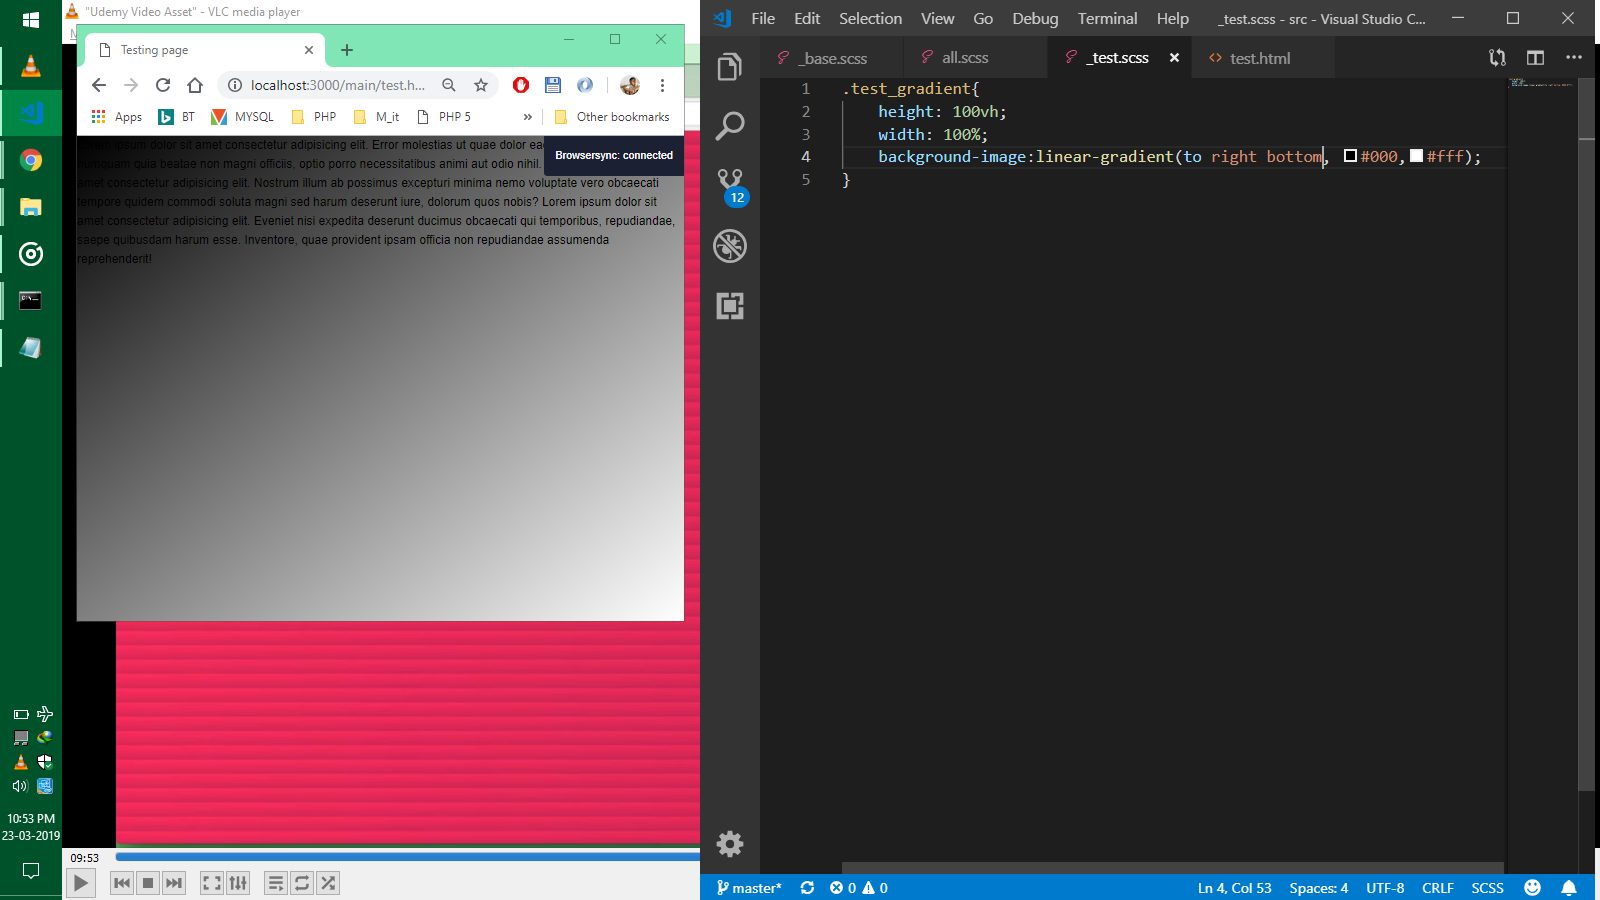 "Udemy Video Asset" - VLC media player
Testing page
localhost:3000/main/test.h...
Apps BT MYSQL PHP M_it PHP 5 » Other bookmarks
ipsum dolor sit amet consectetur adipisicing elit. Error molestias ut quae dolor
quia beatae non magni officiis, optio porro necessitatibus animi aut odio nihil.
amet consectetur adipisicing elit. Nostrum illum ab possimus excepturi minima nemo voluptate vero obcaecati
tempore quidem commodi soluta magni sed harum deserunt iure, dolorum quos nobis? Lorem ipsum dolor sit
amet consectetur adipisicing elit. Eveniet nisi expedita deserunt ducimus obcaecati qui temporibus, repudiandae,
saepe quibusdam harum esse. Inventore, quae provident ipsam officia non repudiandae assumenda
reprehenderit!
Browsersync: connected
10:53 PM
23-03-2019
09:53
File Edit Selection View Go Debug Terminal Help _test.scss - src - Visual Studio C...
_base.scss all.scss _test.scss test.html
12
1 .test_gradient{
2 height: 100vh;
3 width: 100%;
4 background-image:linear-gradient(to right bottom, #000,#fff);
5 }
master* 0 0 Ln 4, Col 53 Spaces: 4 UTF-8 CRLF SCSS